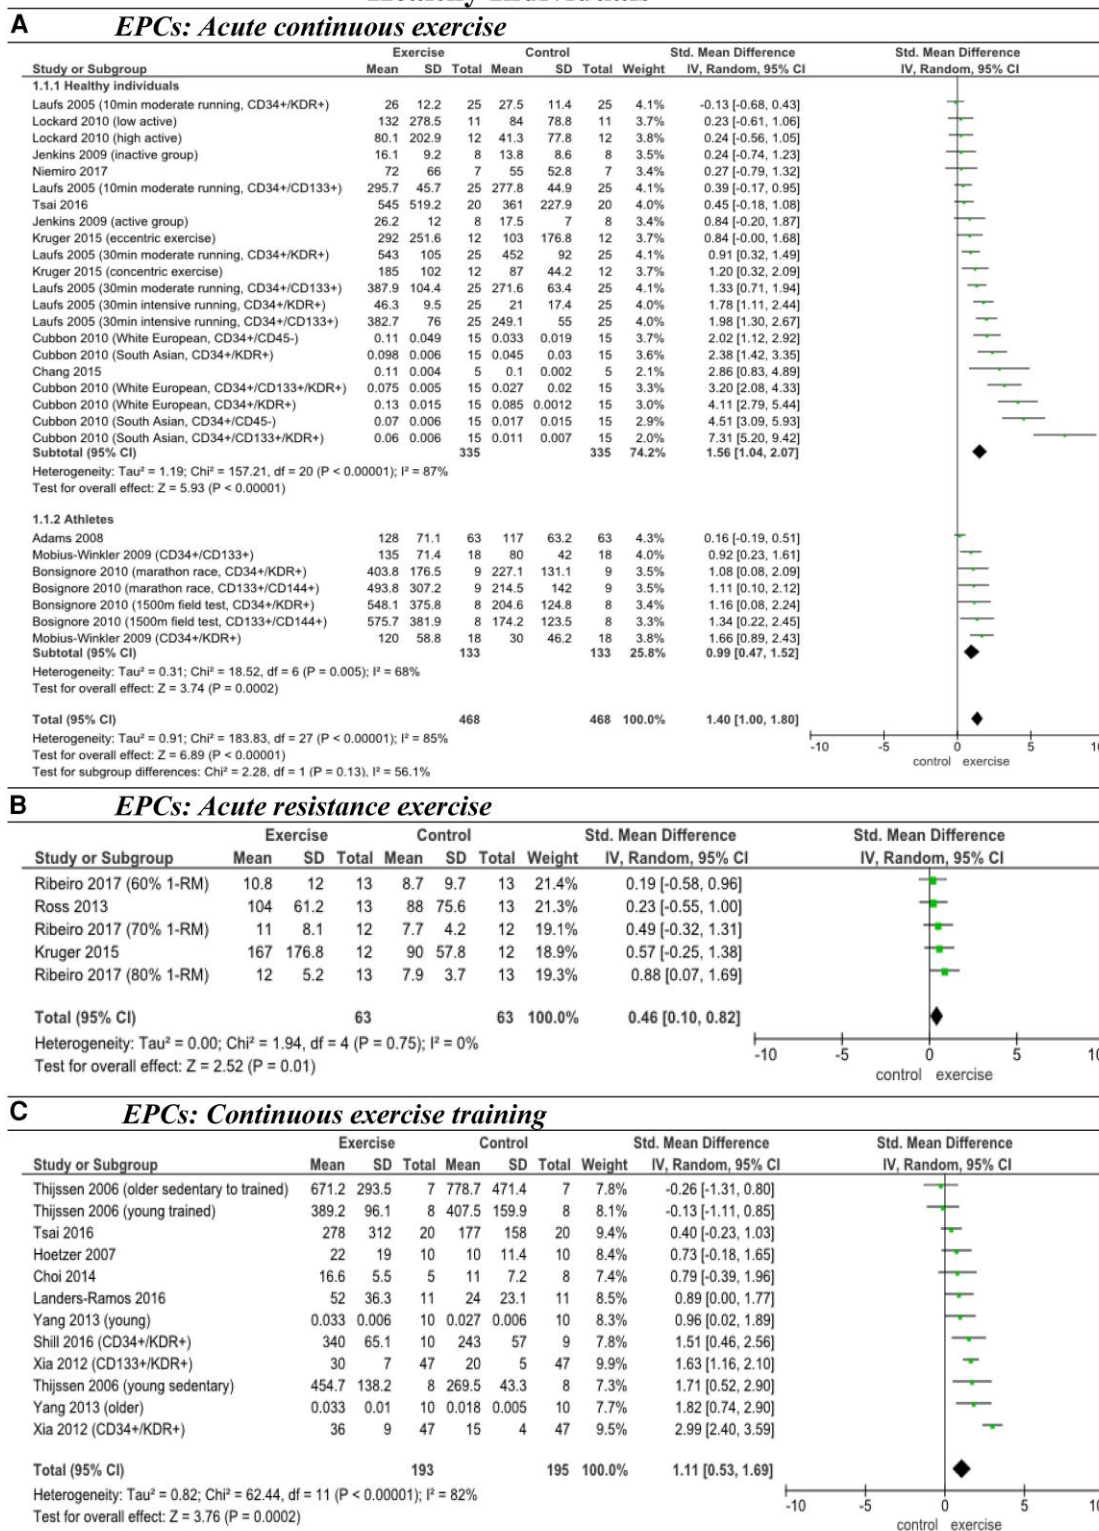 A EPCs: Acute continuous exercise
Exercise Control Std. Mean Difference Std. Mean Difference
Study or Subgroup Mean SD Total Mean SD Total Weight IV, Random, 95% CI IV, Random, 95% CI
1.1.1 Healthy individuals
Laufs 2005 (10min moderate running, CD34+/KDR+) 26 12.2 25 27.5 11.4 25 4.1% -0.13 [-0.68, 0.43]
Lockard 2010 (low active) 132 278.5 11 84 78.8 11 3.7% 0.23 [-0.61, 1.06]
Lockard 2010 (high active) 80.1 202.9 12 41.3 77.8 12 3.8% 0.24 [-0.56, 1.05]
Jenkins 2009 (inactive group) 16.1 9.2 8 13.8 8.6 8 3.5% 0.24 [-0.74, 1.23]
Niemiro 2017 72 66 7 55 52.8 7 3.4% 0.27 [-0.79, 1.32]
Laufs 2005 (10min moderate running, CD34+/CD133+) 295.7 45.7 25 277.8 44.9 25 4.1% 0.39 [-0.17, 0.95]
Tsai 2016 545 519.2 20 361 227.9 20 4.0% 0.45 [-0.18, 1.08]
Jenkins 2009 (active group) 26.2 12 8 17.5 7 8 3.4% 0.84 [-0.20, 1.87]
Kruger 2015 (eccentric exercise) 292 251.6 12 103 176.8 12 3.7% 0.84 [-0.00, 1.68]
Laufs 2005 (30min moderate running, CD34+/KDR+) 543 105 25 452 92 25 4.1% 0.91 [0.32, 1.49]
Kruger 2015 (concentric exercise) 185 102 12 87 44.2 12 3.6% 1.20 [0.32, 2.09]
Laufs 2005 (30min moderate running, CD34+/CD133+) 387.9 104.4 25 271.6 63.4 25 4.1% 1.33 [0.71, 1.94]
Laufs 2005 (30min intensive running, CD34+/KDR+) 46.3 9.5 25 21 17.4 25 4.0% 1.78 [1.11, 2.44]
Laufs 2005 (30min intensive running, CD34+/CD133+) 382.7 76 25 249.1 55 25 4.0% 1.98 [1.30, 2.67]
Cubbon 2010 (White European, CD34+/CD45-) 0.11 0.049 15 0.033 0.019 15 3.7% 2.02 [1.12, 2.92]
Cubbon 2010 (South Asian, CD34+/KDR+) 0.098 0.006 15 0.045 0.03 15 3.6% 2.38 [1.42, 3.35]
Chang 2015 0.11 0.004 5 0.1 0.002 5 2.1% 2.86 [0.83, 4.89]
Cubbon 2010 (White European, CD34+/CD133+/KDR+) 0.075 0.005 15 0.027 0.02 15 3.3% 3.20 [2.08, 4.33]
Cubbon 2010 (White European, CD34+/KDR+) 0.13 0.015 15 0.085 0.0012 15 3.0% 4.11 [2.79, 5.44]
Cubbon 2010 (South Asian, CD34+/CD45-) 0.07 0.006 15 0.017 0.015 15 2.9% 4.51 [3.09, 5.93]
Cubbon 2010 (South Asian, CD34+/CD133+/KDR+) 0.06 0.006 15 0.011 0.007 15 2.0% 7.31 [5.20, 9.42]
Subtotal (95% CI) 335 335 74.2% 1.56 [1.04, 2.07]
Heterogeneity: Tau² = 1.19; Chi² = 157.21, df = 20 (P < 0.00001); I² = 87%
Test for overall effect: Z = 5.93 (P < 0.00001)
1.1.2 Athletes
Adams 2008 128 71.1 63 117 63.2 63 4.3% 0.16 [-0.19, 0.51]
Mobius-Winkler 2009 (CD34+/CD133+) 135 71.4 18 80 42 18 4.0% 0.92 [0.23, 1.61]
Bonsignore 2010 (marathon race, CD34+/KDR+) 403.8 176.5 9 227.1 131.1 9 3.5% 1.08 [0.08, 2.09]
Bosignore 2010 (marathon race, CD133+/CD144+) 493.8 307.2 9 214.5 142 9 3.5% 1.11 [0.10, 2.12]
Bonsignore 2010 (1500m field test, CD34+/KDR+) 548.1 375.8 8 204.6 124.8 8 3.4% 1.16 [0.08, 2.24]
Bosignore 2010 (1500m field test, CD133+/CD144+) 575.7 381.9 8 174.2 123.5 8 3.3% 1.34 [0.22, 2.45]
Mobius-Winkler 2009 (CD34+/KDR+) 120 58.8 18 30 46.2 18 3.8% 1.66 [0.89, 2.43]
Subtotal (95% CI) 133 133 25.8% 0.99 [0.47, 1.52]
Heterogeneity: Tau² = 0.31; Chi² = 18.52, df = 6 (P = 0.005); I² = 68%
Test for overall effect: Z = 3.74 (P = 0.0002)
Total (95% CI) 468 468 100.0% 1.40 [1.00, 1.80]
Heterogeneity: Tau² = 0.91; Chi² = 183.83, df = 27 (P < 0.00001); I² = 85%
-10 -5 0 5 10
Test for overall effect: Z = 6.89 (P < 0.00001)
control exercise
Test for subgroup differences: Chi² = 2.28, df = 1 (P = 0.13), I² = 56.1%
B EPCs: Acute resistance exercise
Exercise Control Std. Mean Difference Std. Mean Difference
Study or Subgroup Mean SD Total Mean SD Total Weight IV, Random, 95% CI IV, Random, 95% CI
Ribeiro 2017 (60% 1-RM) 10.8 12 13 8.7 9.7 13 21.4% 0.19 [-0.58, 0.96]
Ross 2013 104 61.2 13 88 75.6 13 21.3% 0.23 [-0.55, 1.00]
Ribeiro 2017 (70% 1-RM) 11 8.1 12 7.7 4.2 12 19.1% 0.49 [-0.32, 1.31]
Kruger 2015 167 176.8 12 90 57.8 12 18.9% 0.57 [-0.25, 1.38]
Ribeiro 2017 (80% 1-RM) 12 5.2 13 7.9 3.7 13 19.3% 0.88 [0.07, 1.69]
Total (95% CI) 63 63 100.0% 0.46 [0.10, 0.82]
Heterogeneity: Tau² = 0.00; Chi² = 1.94, df = 4 (P = 0.75); I² = 0%
-10 -5 0 5 10
Test for overall effect: Z = 2.52 (P = 0.01)
control exercise
C EPCs: Continuous exercise training
Exercise Control Std. Mean Difference Std. Mean Difference
Study or Subgroup Mean SD Total Mean SD Total Weight IV, Random, 95% CI IV, Random, 95% CI
Thijssen 2006 (older sedentary to trained) 671.2 293.5 7 778.7 471.4 7 7.8% -0.26 [-1.31, 0.80]
Thijssen 2006 (young trained) 389.2 96.1 8 407.5 159.9 8 8.1% -0.13 [-1.11, 0.85]
Tsai 2016 278 312 20 177 158 20 9.4% 0.40 [-0.23, 1.03]
Hoetzer 2007 22 19 10 10 11.4 10 8.4% 0.73 [-0.18, 1.65]
Choi 2014 16.6 5.5 5 11 7.2 8 7.4% 0.79 [-0.39, 1.96]
Landers-Ramos 2016 52 36.3 11 24 23.1 11 8.5% 0.89 [0.00, 1.77]
Yang 2013 (young) 0.033 0.006 10 0.027 0.006 10 8.3% 0.96 [0.02, 1.89]
Shill 2016 (CD34+/KDR+) 340 65.1 10 243 57 9 7.8% 1.51 [0.46, 2.56]
Xia 2012 (CD133+/KDR+) 30 7 47 20 5 47 9.9% 1.63 [1.16, 2.10]
Thijssen 2006 (young sedentary) 454.7 138.2 8 269.5 43.3 8 7.3% 1.71 [0.52, 2.90]
Yang 2013 (older) 0.033 0.01 10 0.018 0.005 10 7.7% 1.82 [0.74, 2.90]
Xia 2012 (CD34+/KDR+) 36 9 47 15 4 47 9.5% 2.99 [2.40, 3.59]
Total (95% CI) 193 195 100.0% 1.11 [0.53, 1.69]
Heterogeneity: Tau² = 0.82; Chi² = 62.44, df = 11 (P < 0.00001); I² = 82%
-10 -5 0 5 10
Test for overall effect: Z = 3.76 (P = 0.0002)
control exercise